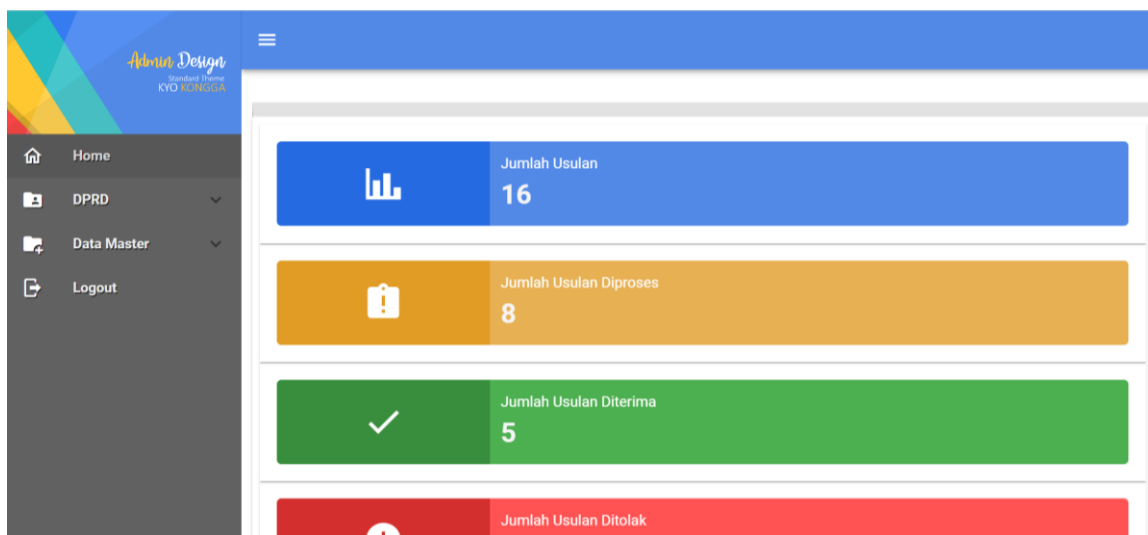 Admin Design
Standard Theme
KYO KONGGA
Home
DPRD
Data Master
Logout
Jumlah Usulan
16
Jumlah Usulan Diproses
8
Jumlah Usulan Diterima
5
Jumlah Usulan Ditolak